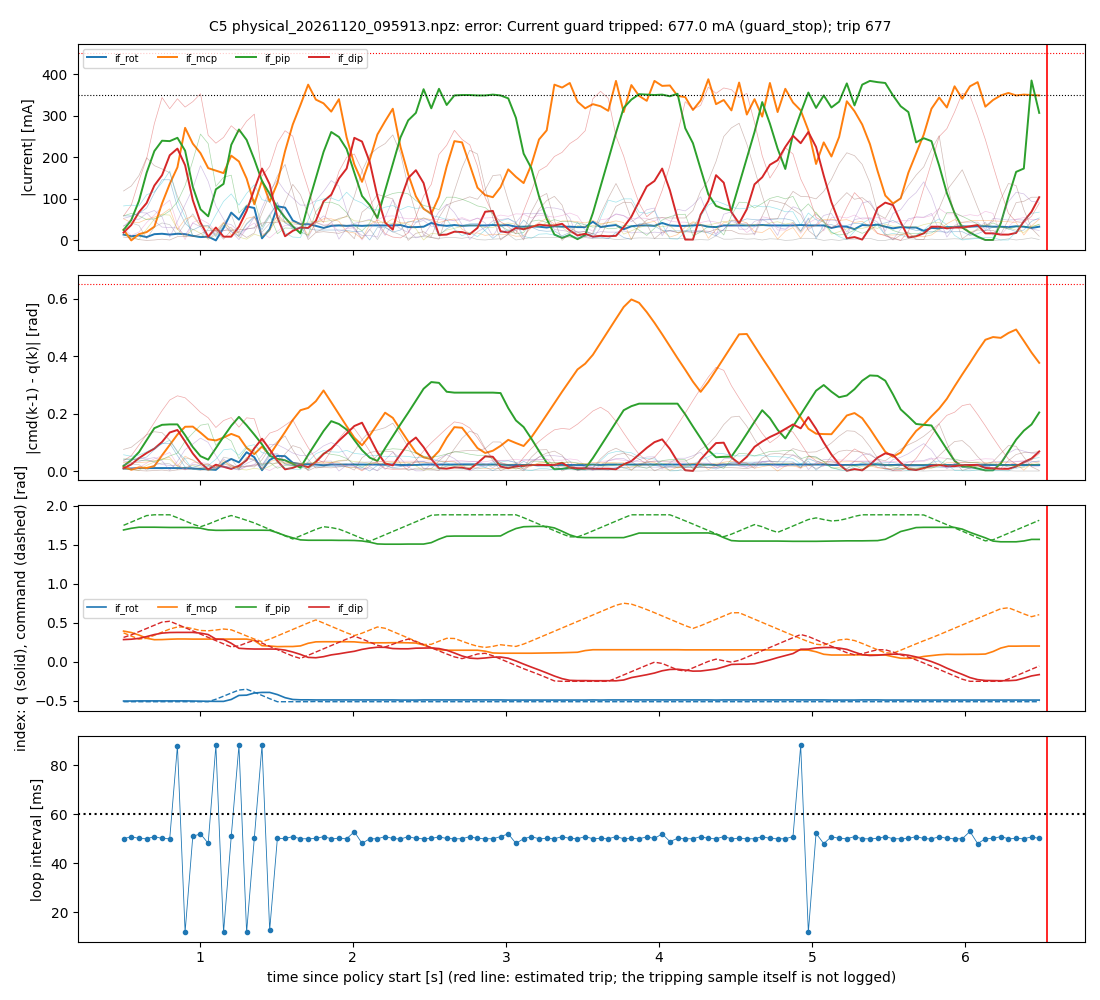 C5 physical_20261120_095913.npz: error: Current guard tripped: 677.0 mA (guard_stop); trip 677
|current| [mA]
400
300
200
100
0
if_rot if_mcp if_pip if_dip
|cmd(k-1) - q(k)| [rad]
0.6
0.4
0.2
0.0
index: q (solid), command (dashed) [rad]
2.0
1.5
1.0
0.5
0.0
−0.5
if_rot if_mcp if_pip if_dip
loop interval [ms]
80
60
40
20
1 2 3 4 5 6
time since policy start [s] (red line: estimated trip; the tripping sample itself is not logged)